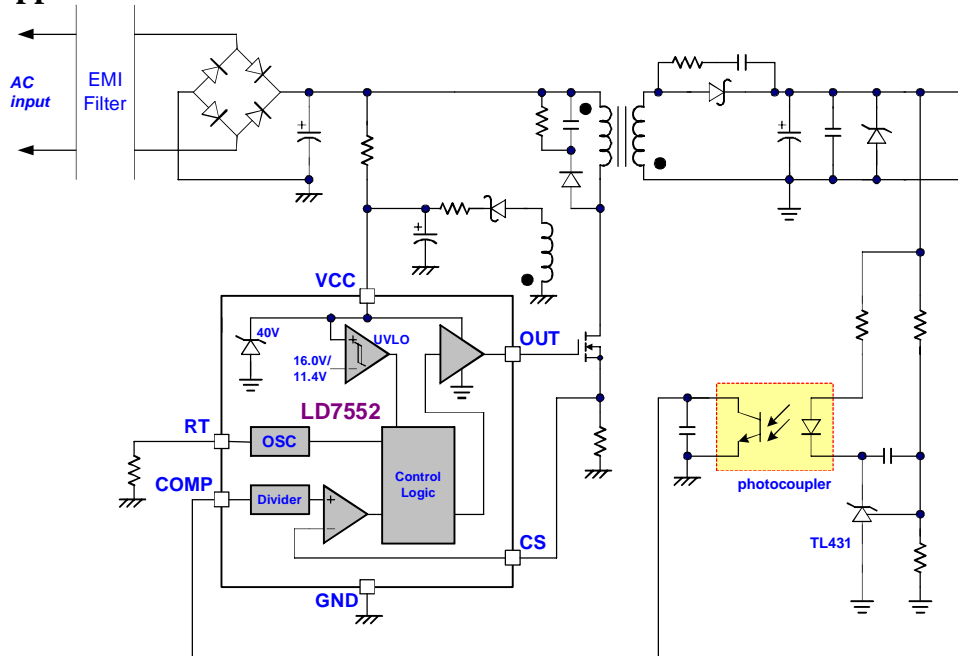 AC
input
EMI
Filter
VCC
40V
UVLO
16.0V/
11.4V
OUT
LD7552
RT
OSC
COMP
Divider
Control
Logic
CS
GND
photocoupler
TL431